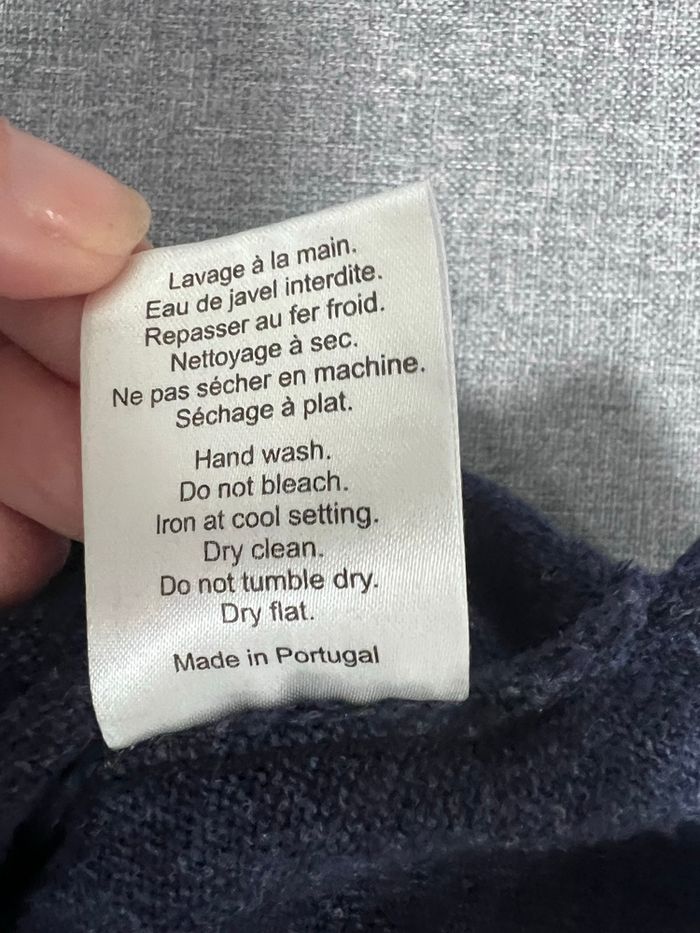 Lavage à la main.
Eau de javel interdite.
Repasser au fer froid.
Nettoyage à sec.
Ne pas sécher en machine.
Séchage à plat.
Hand wash.
Do not bleach.
Iron at cool setting.
Dry clean.
Do not tumble dry.
Dry flat.
Made in Portugal